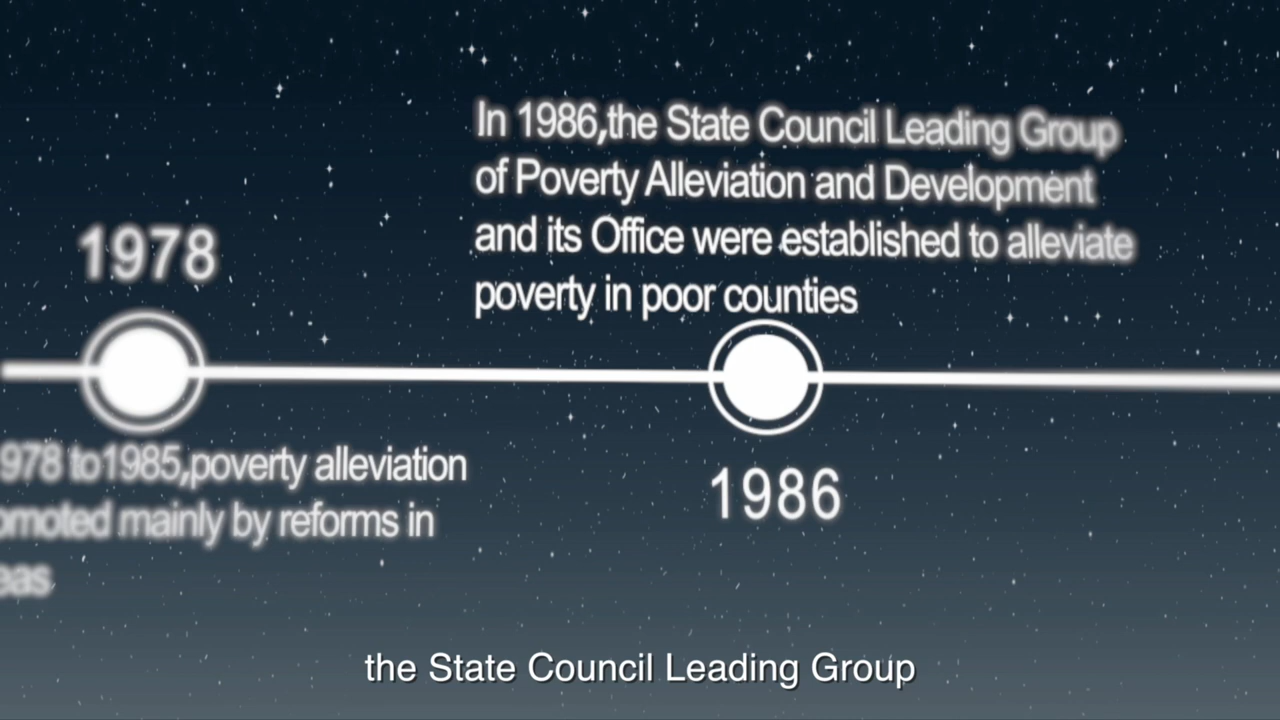 In 1986,the State Council Leading Group
of Poverty Alleviation and Development
and its Office were established to alleviate
poverty in poor counties
1978
978 to1985,poverty alleviation
omoted mainly by reforms in
eas
1986
the State Council Leading Group